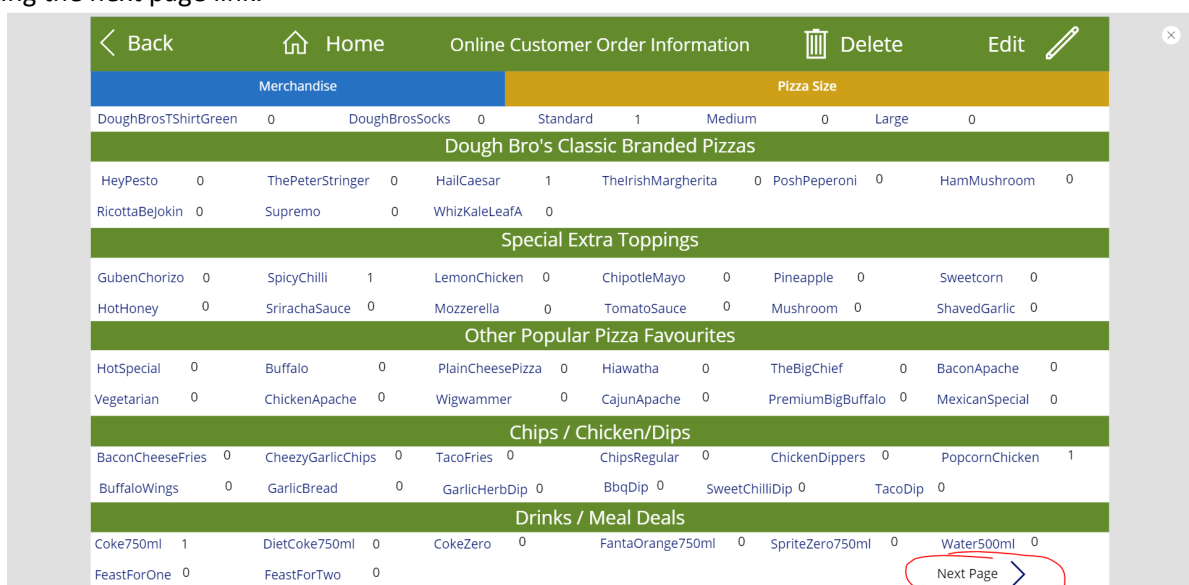 ing the next page link.
Back Home Online Customer Order Information Delete Edit
Merchandise Pizza Size
DoughBrosTShirtGreen 0 DoughBrosSocks 0 Standard 1 Medium 0 Large 0
Dough Bro's Classic Branded Pizzas
HeyPesto 0 ThePeterStringer 0 HailCaesar 1 TheIrishMargherita 0 PoshPeperoni 0 HamMushroom 0
RicottaBeJokin 0 Supremo 0 WhizKaleLeafA 0
Special Extra Toppings
GubenChorizo 0 SpicyChilli 1 LemonChicken 0 ChipotleMayo 0 Pineapple 0 Sweetcorn 0
HotHoney 0 SrirachaSauce 0 Mozzerella 0 TomatoSauce 0 Mushroom 0 ShavedGarlic 0
Other Popular Pizza Favourites
HotSpecial 0 Buffalo 0 PlainCheesePizza 0 Hiawatha 0 TheBigChief 0 BaconApache 0
Vegetarian 0 ChickenApache 0 Wigwammer 0 CajunApache 0 PremiumBigBuffalo 0 MexicanSpecial 0
Chips / Chicken/Dips
BaconCheeseFries 0 CheezyGarlicChips 0 TacoFries 0 ChipsRegular 0 ChickenDippers 0 PopcornChicken 1
BuffaloWings 0 GarlicBread 0 GarlicHerbDip 0 BbqDip 0 SweetChilliDip 0 TacoDip 0
Drinks / Meal Deals
Coke750ml 1 DietCoke750ml 0 CokeZero 0 FantaOrange750ml 0 SpriteZero750ml 0 Water500ml 0
FeastForOne 0 FeastForTwo 0 Next Page